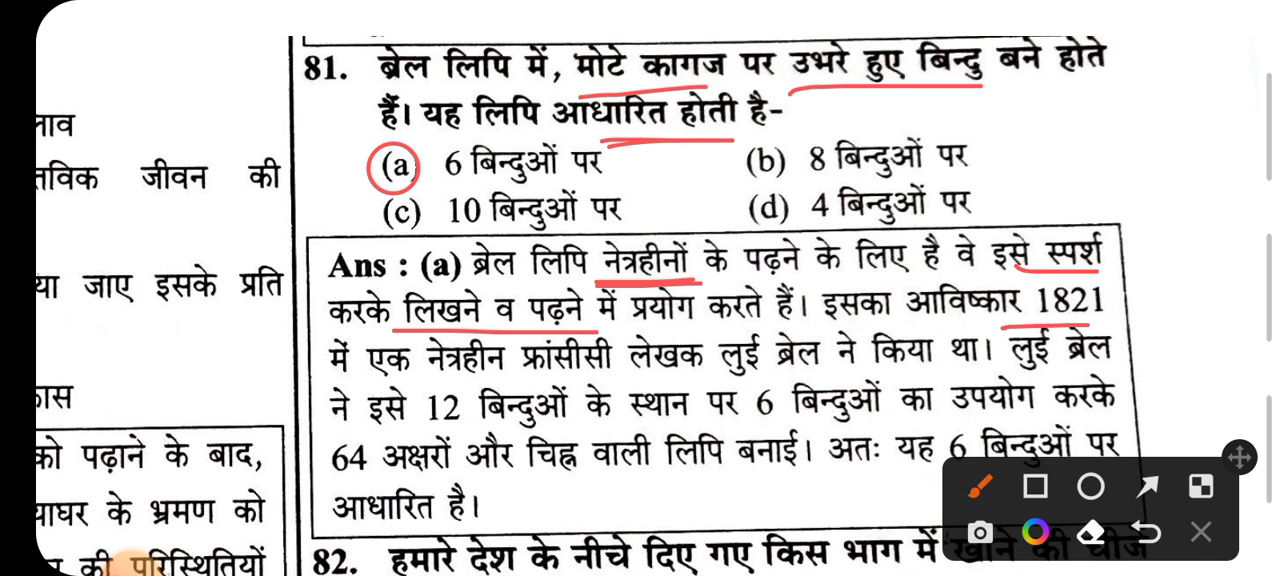 नाव
तविक जीवन की
या जाए इसके प्रति
को पढ़ाने के बाद,
के भ्रमण को
की परिस्थितियों
81. ब्रेल लिपि में, मोटे कागज पर उभरे हुए बिन्दु बने होते
हैं। यह लिपि आधारित होती है-
(a) 6 बिन्दुओं पर (b) 8 बिन्दुओं पर
(c) 10 बिन्दुओं पर (d) 4 बिन्दुओं पर
Ans : (a) ब्रेल लिपि नेत्रहीनों के पढ़ने के लिए है वे इसे स्पर्श
करके लिखने व पढ़ने में प्रयोग करते हैं। इसका आविष्कार 1821
में एक नेत्रहीन फ्रांसीसी लेखक लुई ब्रेल ने किया था। लुई ब्रेल
ने इसे 12 बिन्दुओं के स्थान पर 6 बिन्दुओं का उपयोग करके
64 अक्षरों और चिह्न वाली लिपि बनाई। अतः यह 6 बिन्दुओं पर
आधारित है।
82. हमारे देश के नीचे दिए गए किस भाग में खाने की चीजें